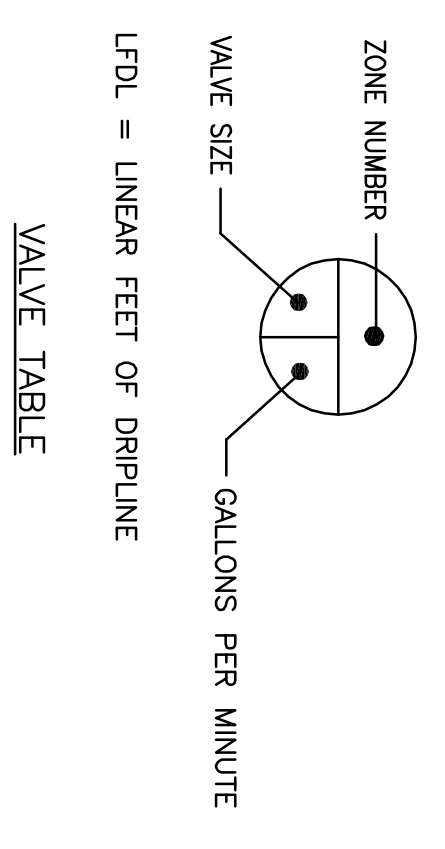 ZONE NUMBER
VALVE SIZE
GALLONS PER MINUTE
LFDL = LINEAR FEET OF DRIPLINE
VALVE TABLE